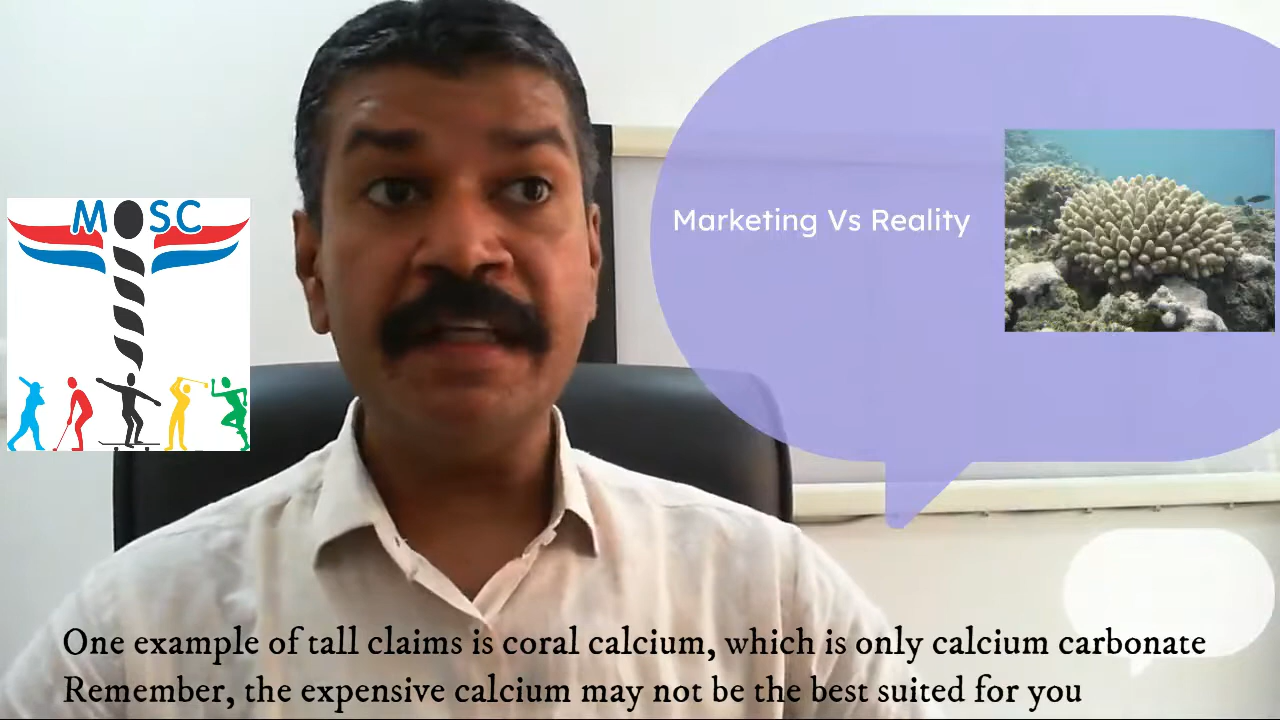 MOSC
Marketing Vs Reality
One example of tall claims is coral calcium, which is only calcium carbonate
Remember, the expensive calcium may not be the best suited for you